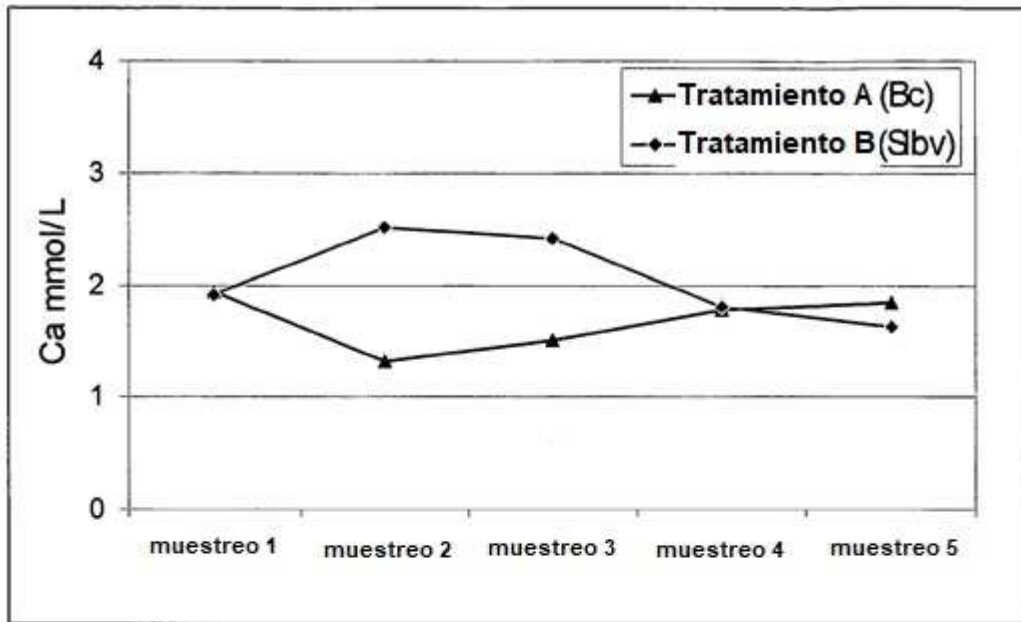 4
3
2
1
0
Ca mmol/L
Tratamiento A (Bc)
Tratamiento B (Slbv)
muestreo 1 muestreo 2 muestreo 3 muestreo 4 muestreo 5